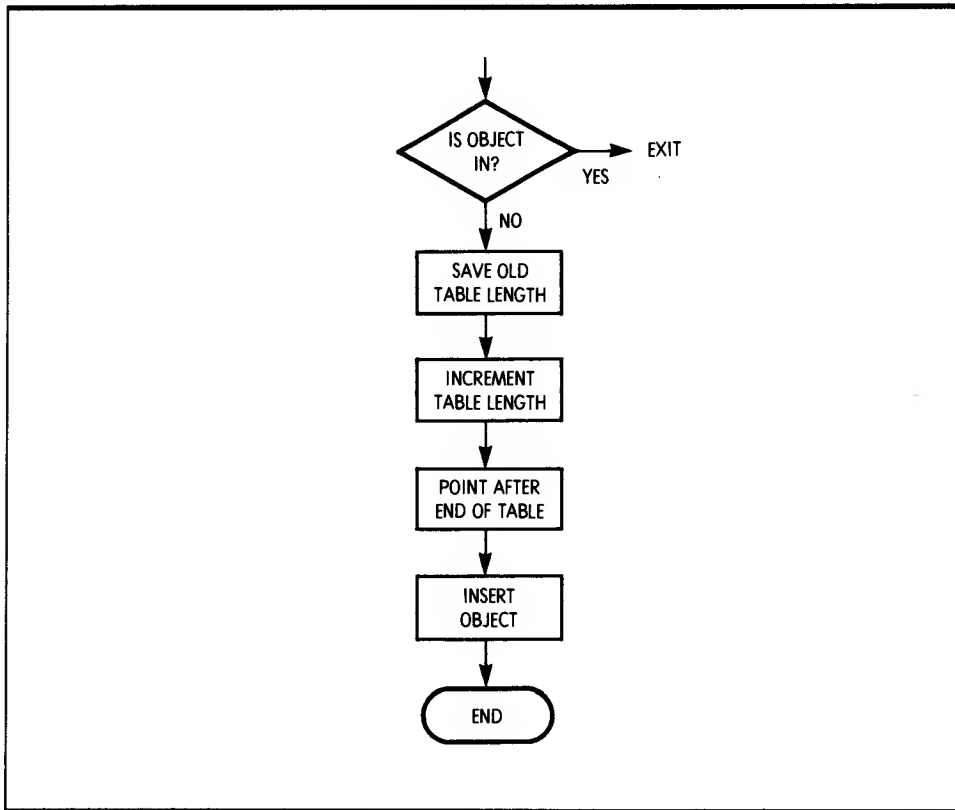 IS OBJECT
IN?
EXIT
YES
NO
SAVE OLD
TABLE LENGTH
INCREMENT
TABLE LENGTH
POINT AFTER
END OF TABLE
INSERT
OBJECT
END